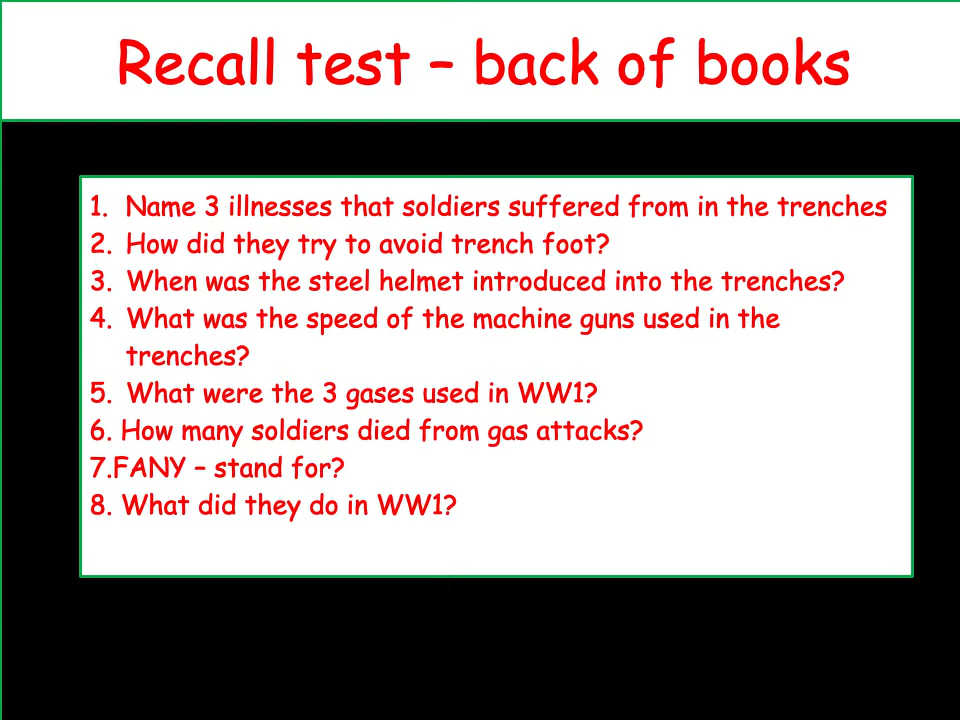 Recall test – back of books
1. Name 3 illnesses that soldiers suffered from in the trenches
2. How did they try to avoid trench foot?
3. When was the steel helmet introduced into the trenches?
4. What was the speed of the machine guns used in the
trenches?
5. What were the 3 gases used in WW1?
6. How many soldiers died from gas attacks?
7.FANY – stand for?
8. What did they do in WW1?